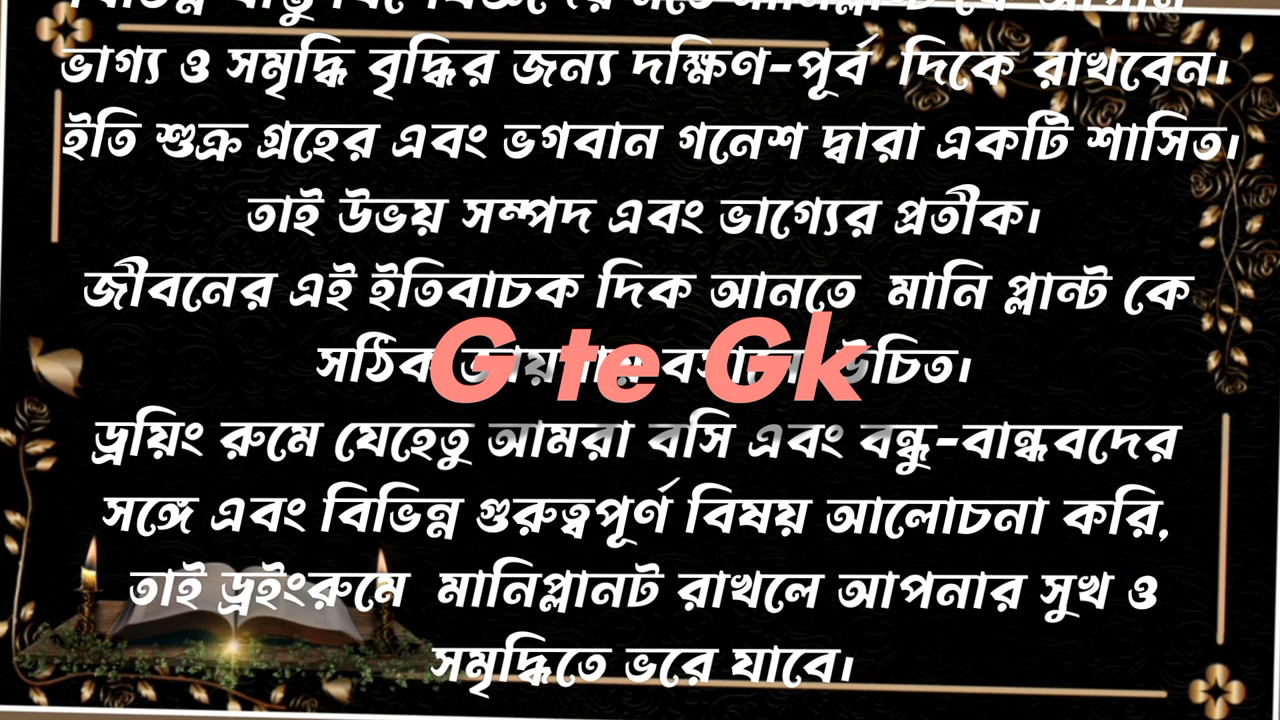 ভাগ্য ও সমৃদ্ধি বৃদ্ধির জন্য দক্ষিণ-পূর্ব দিকে রাখবেন।
ইতি শুক্র গ্রহের এবং ভগবান গনেশ দ্বারা একটি শাসিত।
তাই উভয় সম্পদ এবং ভাগ্যের প্রতীক।
জীবনের এই ইতিবাচক দিক আনতে মানি প্লান্ট কে
সঠিক উচিত।
G te Gk
ড্রয়িং রুমে যেহেতু আমরা বসি এবং বন্ধু-বান্ধবদের
সঙ্গে এবং বিভিন্ন গুরুত্বপূর্ণ বিষয় আলোচনা করি,
তাই ড্রইংরুমে মানিপ্লানট রাখলে আপনার সুখ ও
সমৃদ্ধিতে ভরে যাবে।